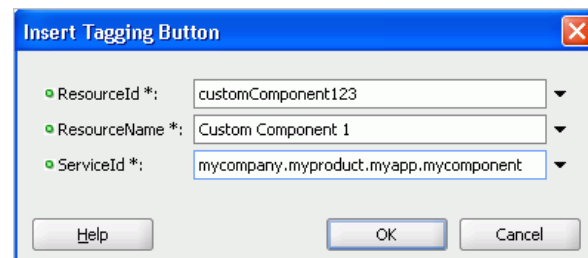 Insert Tagging Button
ResourceId *: customComponent123
ResourceName *: Custom Component 1
ServiceId *: mycompany.myproduct.myapp.mycomponent
Help OK Cancel